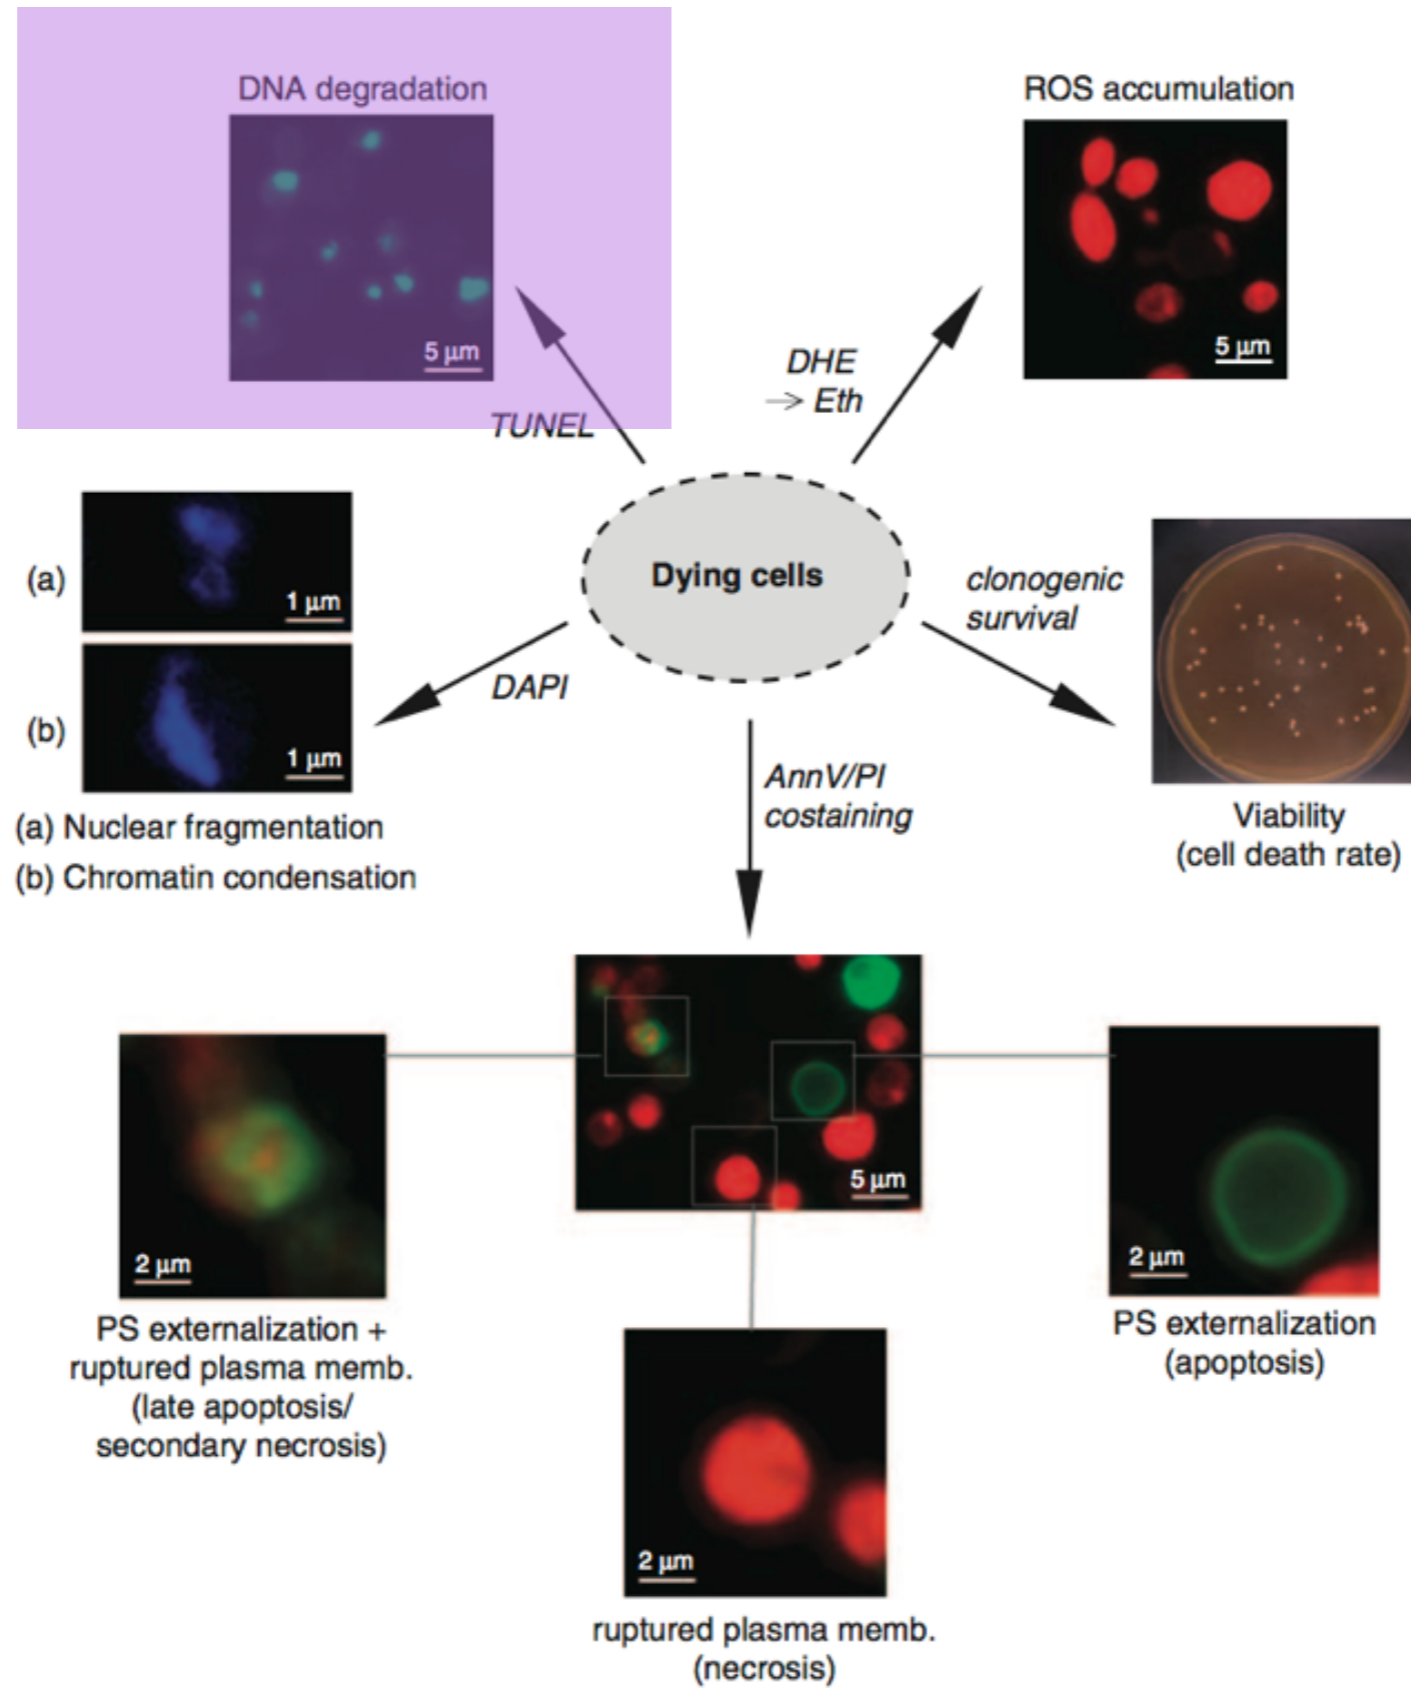 DNA degradation
5 µm
TUNEL
ROS accumulation
5 µm
DHE
→ Eth
Dying cells
(a)
1 µm
(b)
1 µm
DAPI
(a) Nuclear fragmentation
(b) Chromatin condensation
clonogenic
survival
Viability
(cell death rate)
AnnV/PI
costaining
5 µm
2 µm
PS externalization +
ruptured plasma memb.
(late apoptosis/
secondary necrosis)
2 µm
ruptured plasma memb.
(necrosis)
2 µm
PS externalization
(apoptosis)